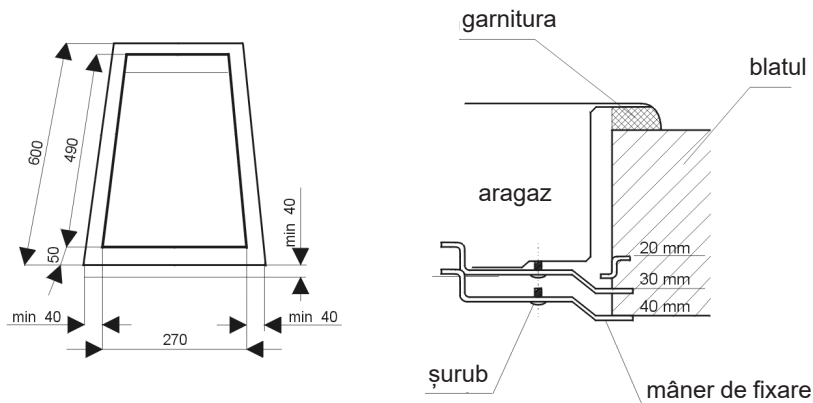 600
490
50
min 40
min 40
270
min 40
garnitura
blatul
aragaz
20 mm
30 mm
40 mm
șurub
mâner de fixare